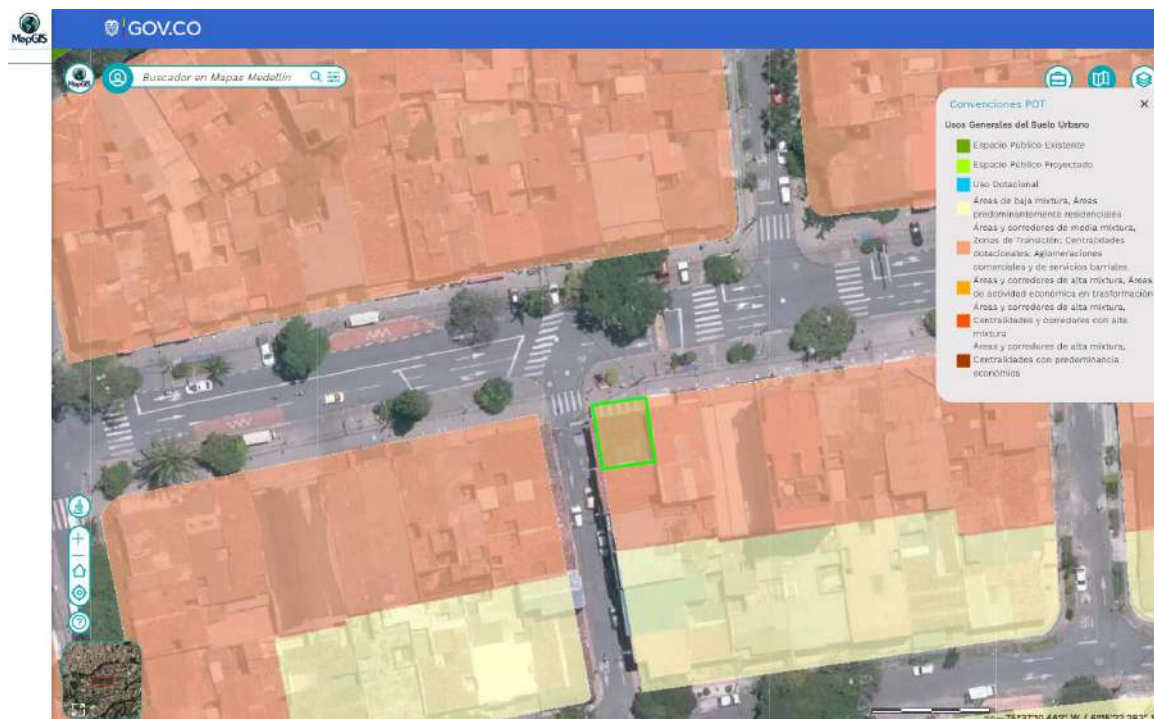 MapGIS
GOV.CO
MapGIS
Buscador en Mapas Medellín
Convenciones POT
Usos Generales del Suelo Urbano
Espacio Público Existente
Espacio Público Proyectado
Uso Dotacional
Áreas de baja mixtura, Áreas
predominantemente residenciales
Áreas y corredores de media mixtura,
Zonas de Transición; Centralidades
dotacionales; Aglomeraciones
comerciales y de servicios barriales
Áreas y corredores de alta mixtura, Áreas
de actividad económica en trasformación
Áreas y corredores de alta mixtura,
Centralidades y corredores con alta
mixtura
Áreas y corredores de alta mixtura,
Centralidades con predominancia
económica